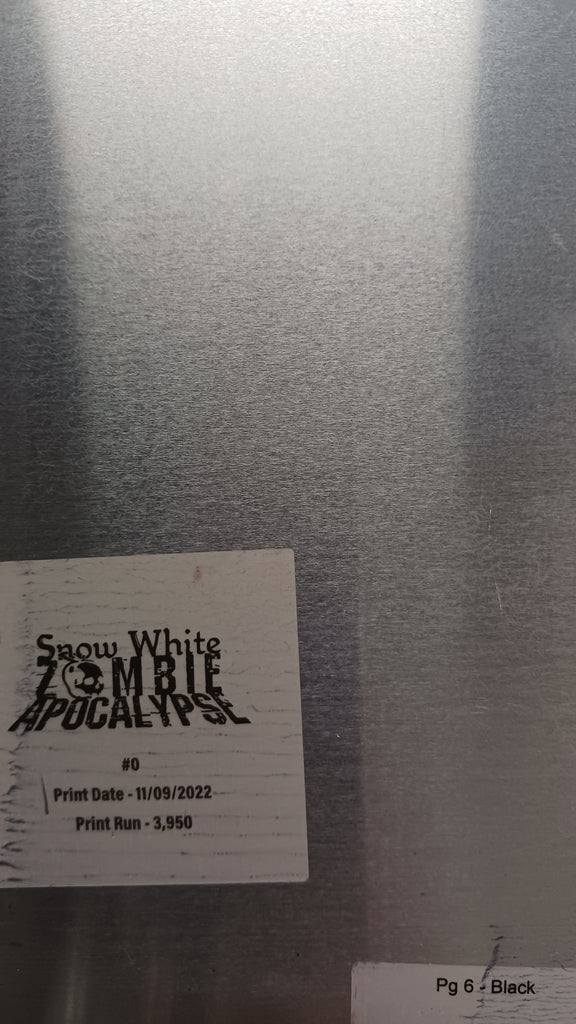 Snow White
ZOMBIE
APOCALYPSE
#0
Print Date - 11/09/2022
Print Run - 3,950
Pg 6 - Black